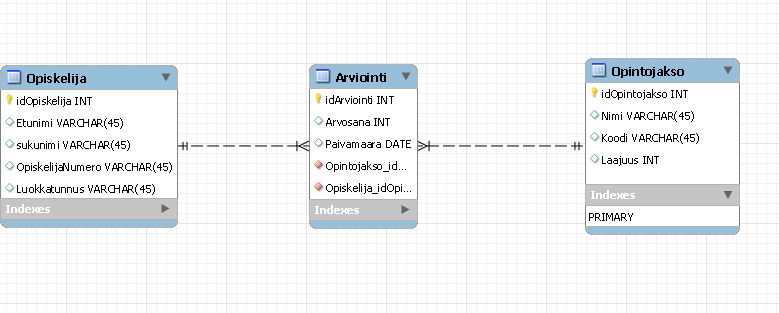 Opiskelija
idOpiskelija INT
Etunimi VARCHAR(45)
sukunimi VARCHAR(45)
OpiskelijaNumero VARCHAR(45)
Luokkatunnus VARCHAR(45)
Indexes
Arviointi
idArviointi INT
Arvosana INT
Paivamaara DATE
Opintojakso_id...
Opiskelija_idOpi...
Indexes
Opintojakso
idOpintojakso INT
Nimi VARCHAR(45)
Koodi VARCHAR(45)
Laajuus INT
Indexes
PRIMARY